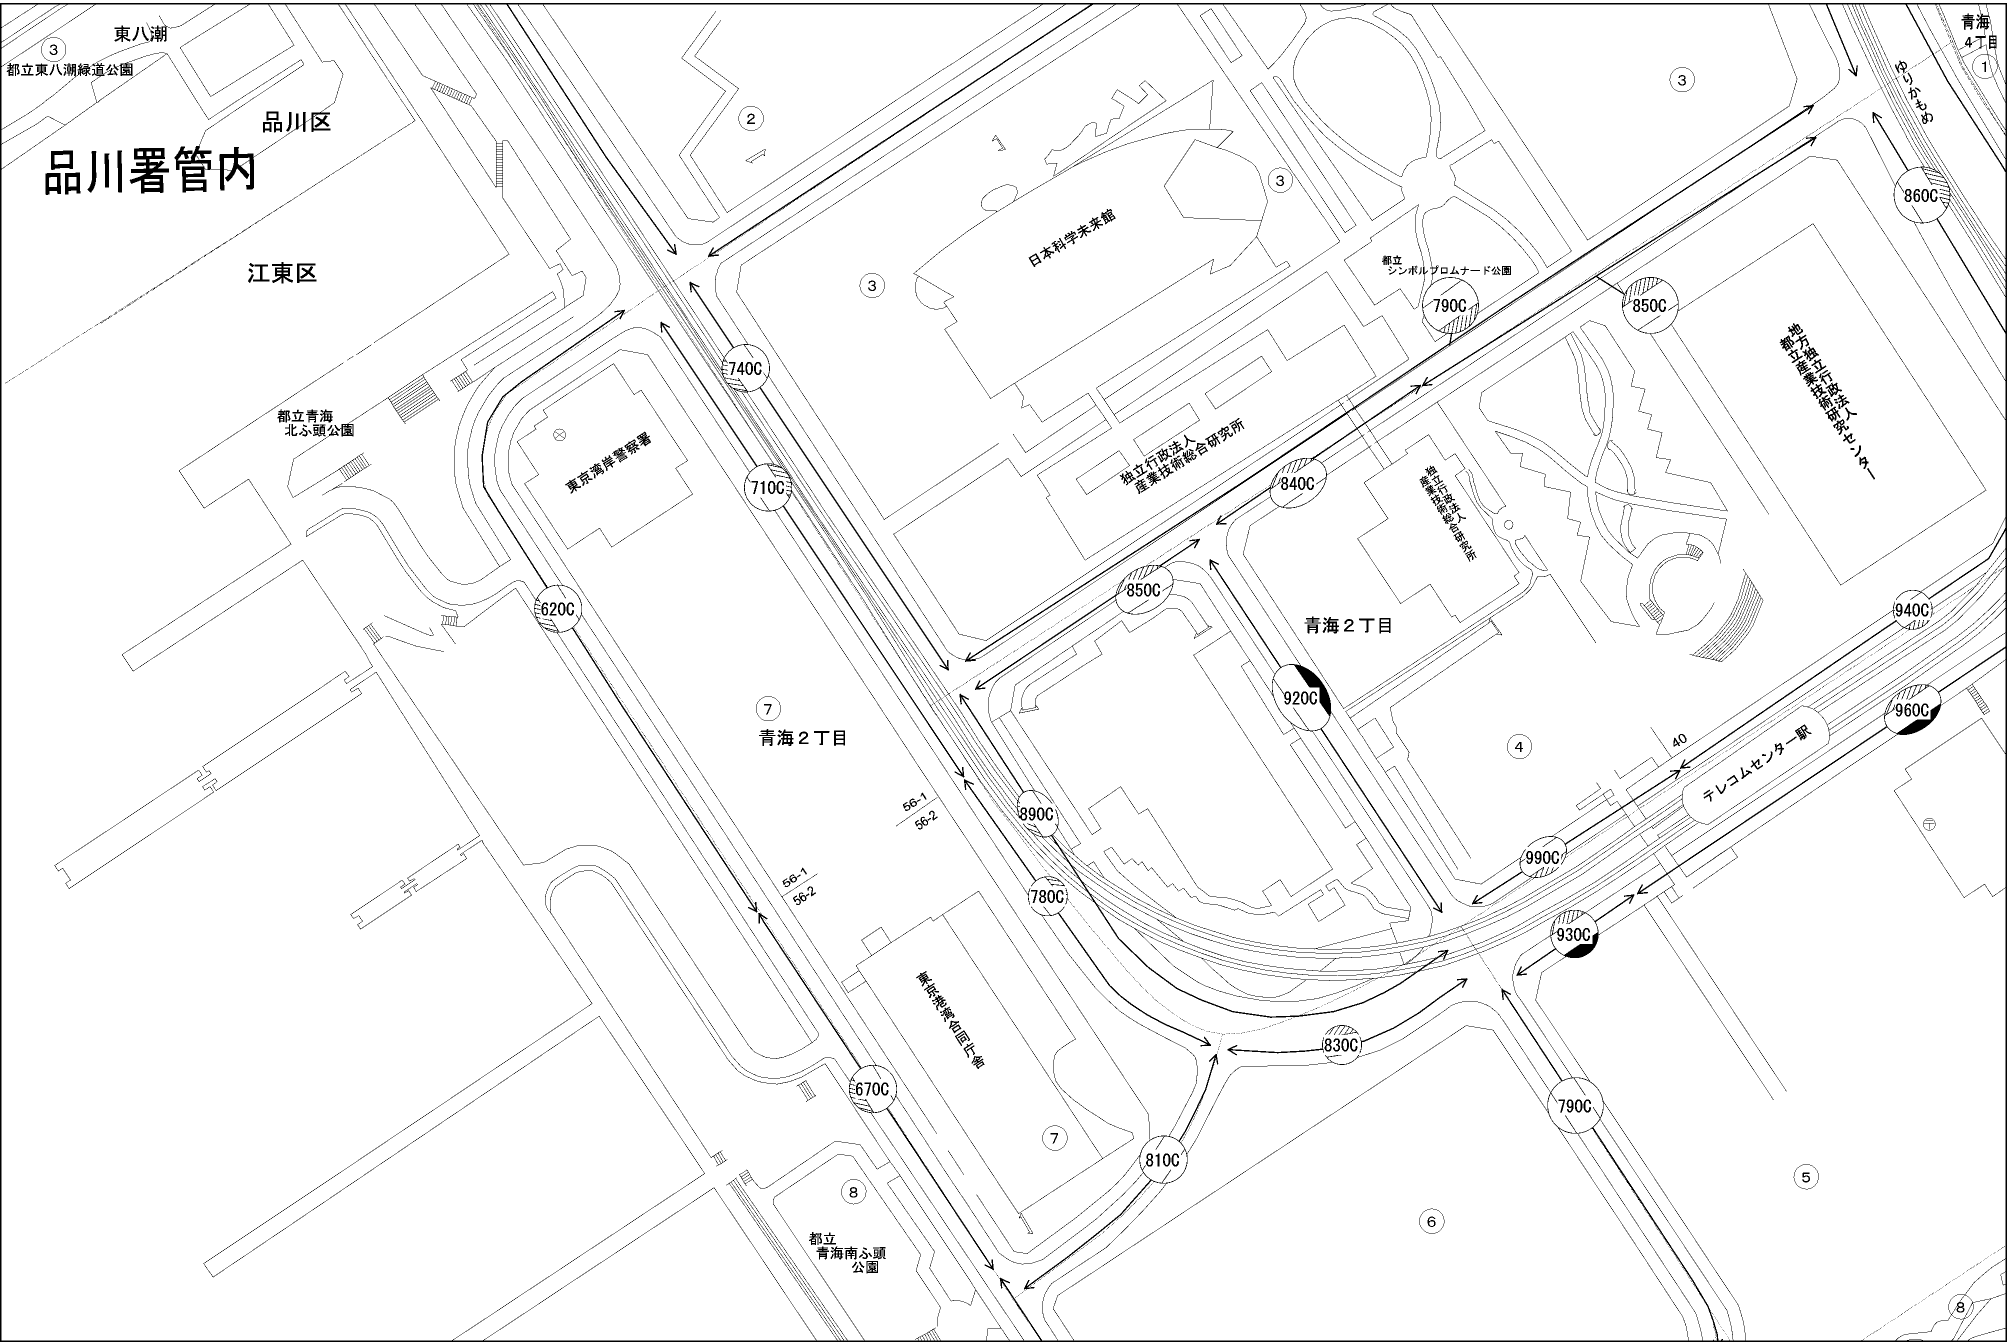 東八潮
3
都立東八潮緑道公園
品川区
品川署管内
江東区
2
3
青海
4丁目
1
ゆりかもめ
860C
3
日本科学未来館
3
都立
シンボルプロムナード公園
790C
850C
地方独立行政法人
都立産業技術研究センター
740C
都立青海
北ふ頭公園
東京湾岸警察署
710C
独立行政法人
産業技術総合研究所
840C
独立行政法人
産業技術総合研究所
850C
620C
青海2丁目
940C
920C
960C
7
青海2丁目
4
40
テレコムセンター駅
56-1
56-2
890C
990C
56-1
56-2
780C
930C
東京港湾合同庁舎
830C
670C
790C
7
810C
8
5
6
都立
青海南ふ頭
公園
8